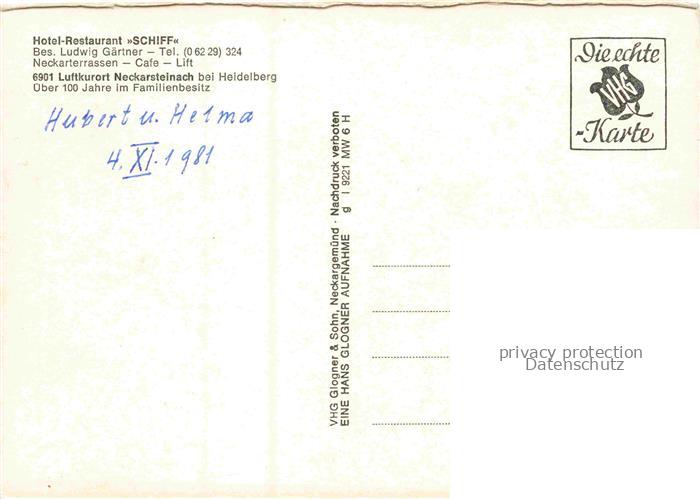 Hotel-Restaurant »SCHIFF«
Bes. Ludwig Gärtner – Tel. (0 62 29) 324
Neckarterrassen – Cafe – Lift
6901 Luftkurort Neckarsteinach bei Heidelberg
Über 100 Jahre im Familienbesitz
Hubert u. Helma
4. XI. 1981
VHG Glogner & Sohn, Neckargemünd · Nachdruck verboten
EINE HANS GLOGNER AUFNAHME g I 9221 MW 6 H
Die echte
VHG
-Karte
privacy protection
Datenschutz